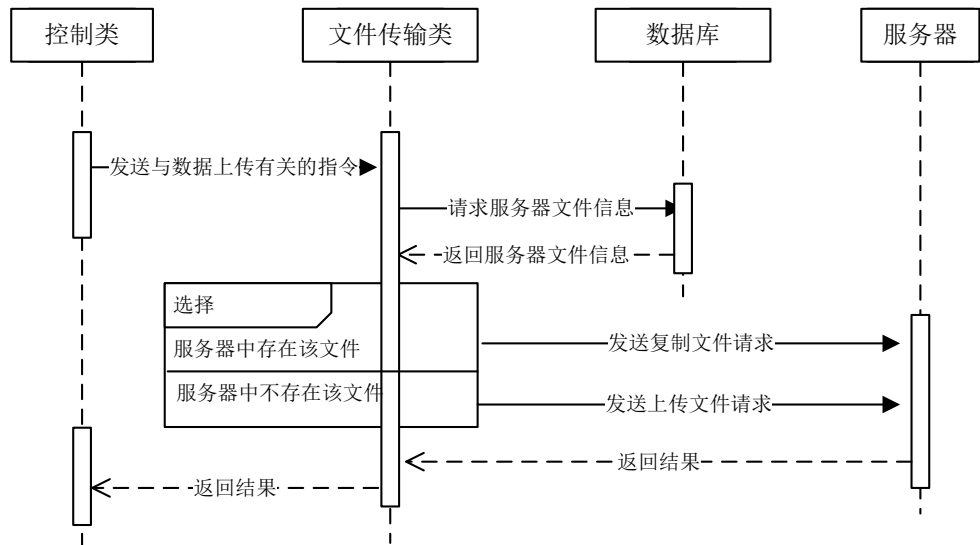 控制类
文件传输类
数据库
服务器
发送与数据上传有关的指令
请求服务器文件信息
返回服务器文件信息
选择
服务器中存在该文件
发送复制文件请求
服务器中不存在该文件
发送上传文件请求
返回结果
返回结果